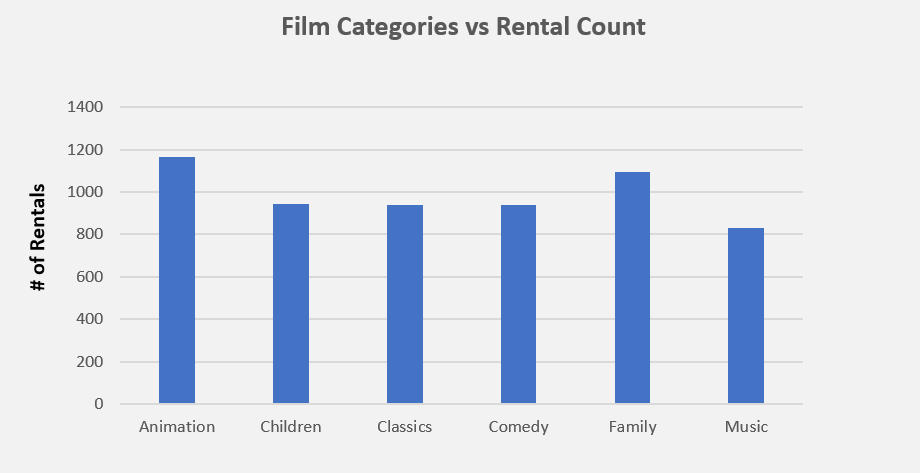 Film Categories vs Rental Count
# of Rentals
1400
1200
1000
800
600
400
200
0
Animation Children Classics Comedy Family Music